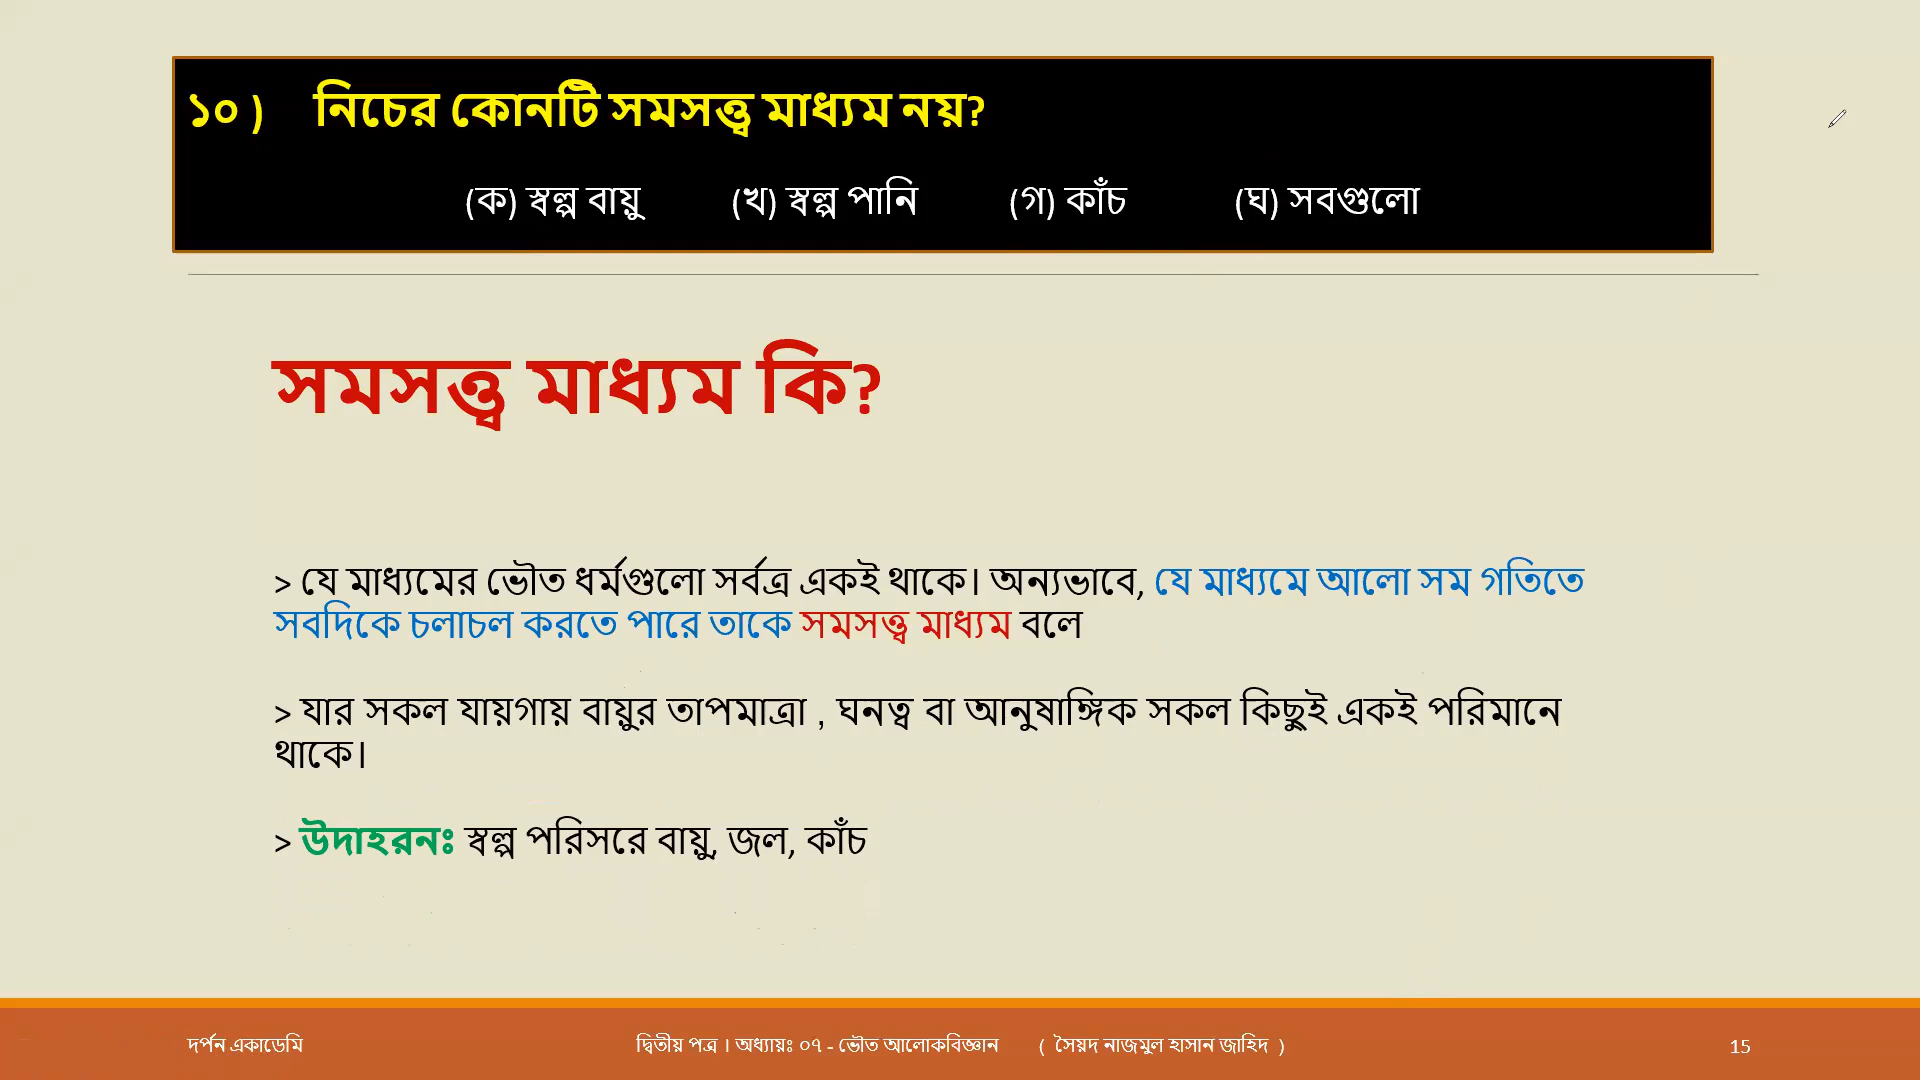 ১০ ) নিচের কোনটি সমসত্ত্ব মাধ্যম নয়?
(ক) স্বল্প বায়ু (খ) স্বল্প পানি (গ) কাঁচ (ঘ) সবগুলো
সমসত্ত্ব মাধ্যম কি?
> যে মাধ্যমের ভৌত ধর্মগুলো সর্বত্র একই থাকে। অন্যভাবে, যে মাধ্যমে আলো সম গতিতে
সবদিকে চলাচল করতে পারে তাকে সমসত্ত্ব মাধ্যম বলে
> যার সকল যায়গায় বায়ুর তাপমাত্রা , ঘনত্ব বা আনুষাঙ্গিক সকল কিছুই একই পরিমানে
থাকে।
> উদাহরনঃ স্বল্প পরিসরে বায়ু, জল, কাঁচ
দর্পন একাডেমি দ্বিতীয় পত্র । অধ্যায়ঃ ০৭ - ভৌত আলোকবিজ্ঞান ( সৈয়দ নাজমুল হাসান জাহিদ ) 15